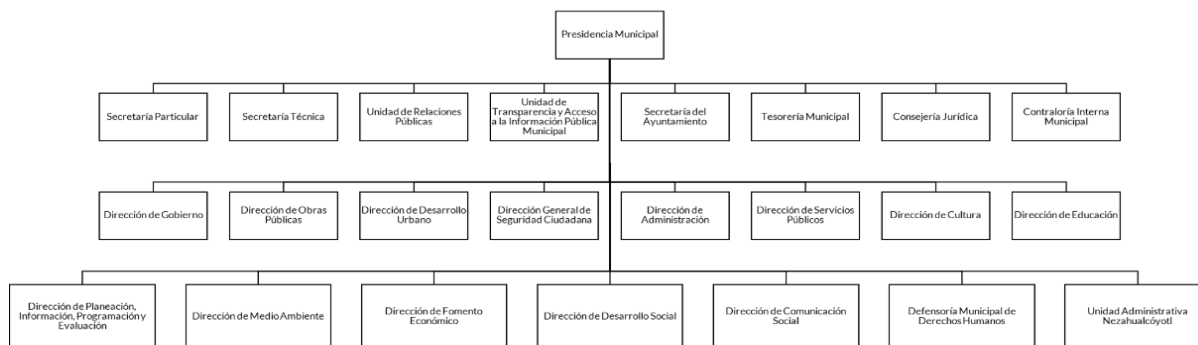 Presidencia Municipal
Secretaría Particular
Secretaría Técnica
Unidad de Relaciones
Públicas
Unidad de
Transparencia y Acceso
a la Información Pública
Municipal
Secretaría del
Ayuntamiento
Tesorería Municipal
Consejería Jurídica
Contraloría Interna
Municipal
Dirección de Gobierno
Dirección de Obras
Públicas
Dirección de Desarrollo
Urbano
Dirección General de
Seguridad Ciudadana
Dirección de
Administración
Dirección de Servicios
Públicos
Dirección de Cultura
Dirección de Educación
Dirección de Planeación,
Información, Programación y
Evaluación
Dirección de Medio Ambiente
Dirección de Fomento
Económico
Dirección de Desarrollo Social
Dirección de Comunicación
Social
Defensoría Municipal de
Derechos Humanos
Unidad Administrativa
Nezahualcóyotl